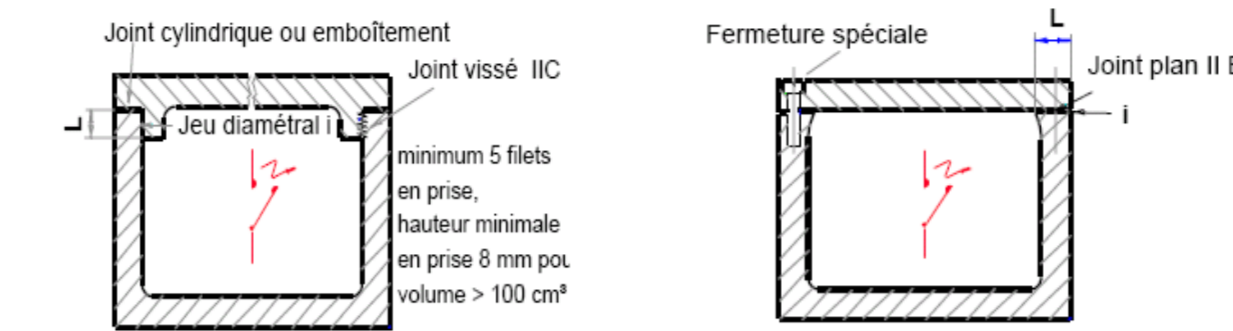 Joint cylindrique ou emboîtement
Joint vissé IIC
L
Jeu diamétral i
minimum 5 filets
en prise,
hauteur minimale
en prise 8 mm pou
volume > 100 cm³
Fermeture spéciale
L
Joint plan II B
i